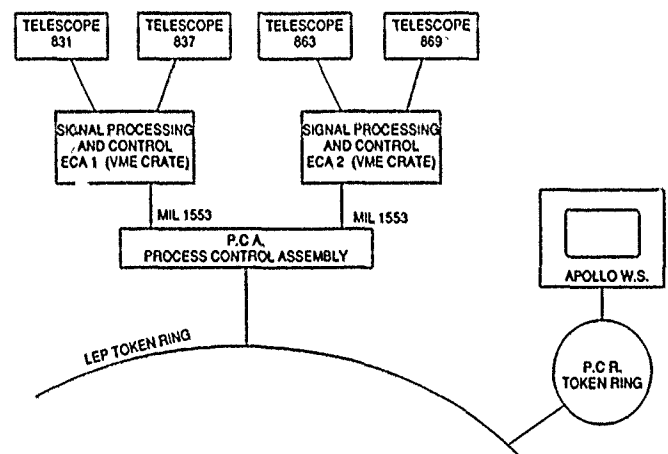 TELESCOPE
831
TELESCOPE
837
TELESCOPE
863
TELESCOPE
869
SIGNAL PROCESSING
AND CONTROL
ECA 1 (VME CRATE)
SIGNAL PROCESSING
AND CONTROL
ECA 2 (VME CRATE)
MIL 1553
MIL 1553
P.C A.
PROCESS CONTROL ASSEMBLY
APOLLO W.S.
LEP TOKEN RING
P.C R.
TOKEN RING